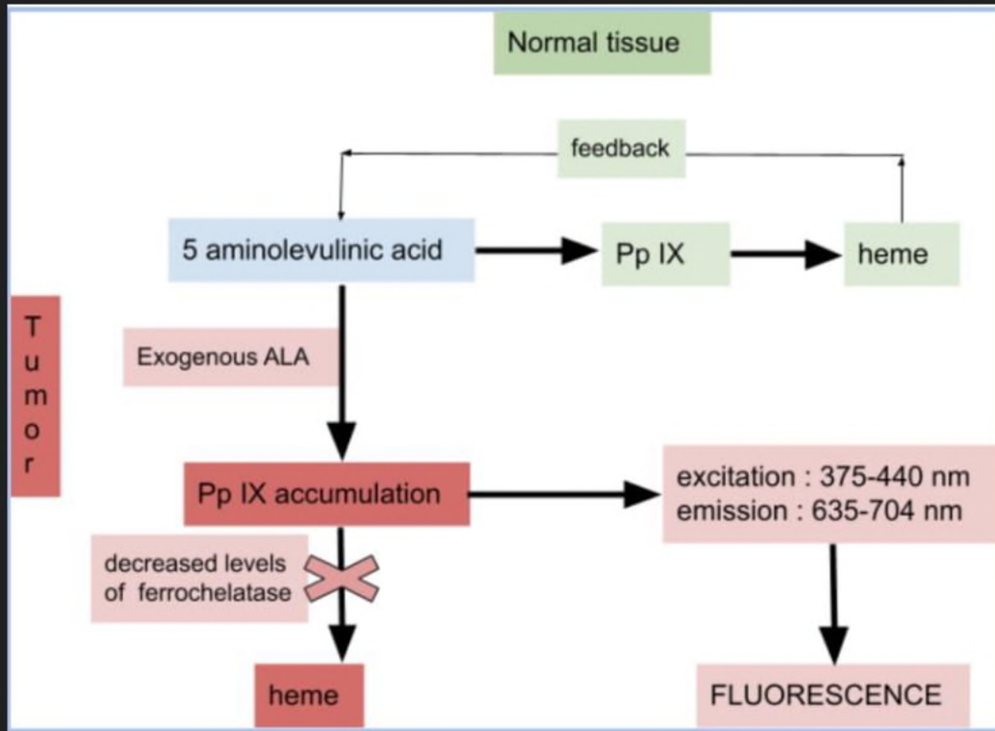 Normal tissue
feedback
5 aminolevulinic acid
Pp IX
heme
T
u
m
o
r
Exogenous ALA
Pp IX accumulation
excitation : 375-440 nm
emission : 635-704 nm
decreased levels
of ferrochelatase
heme
FLUORESCENCE